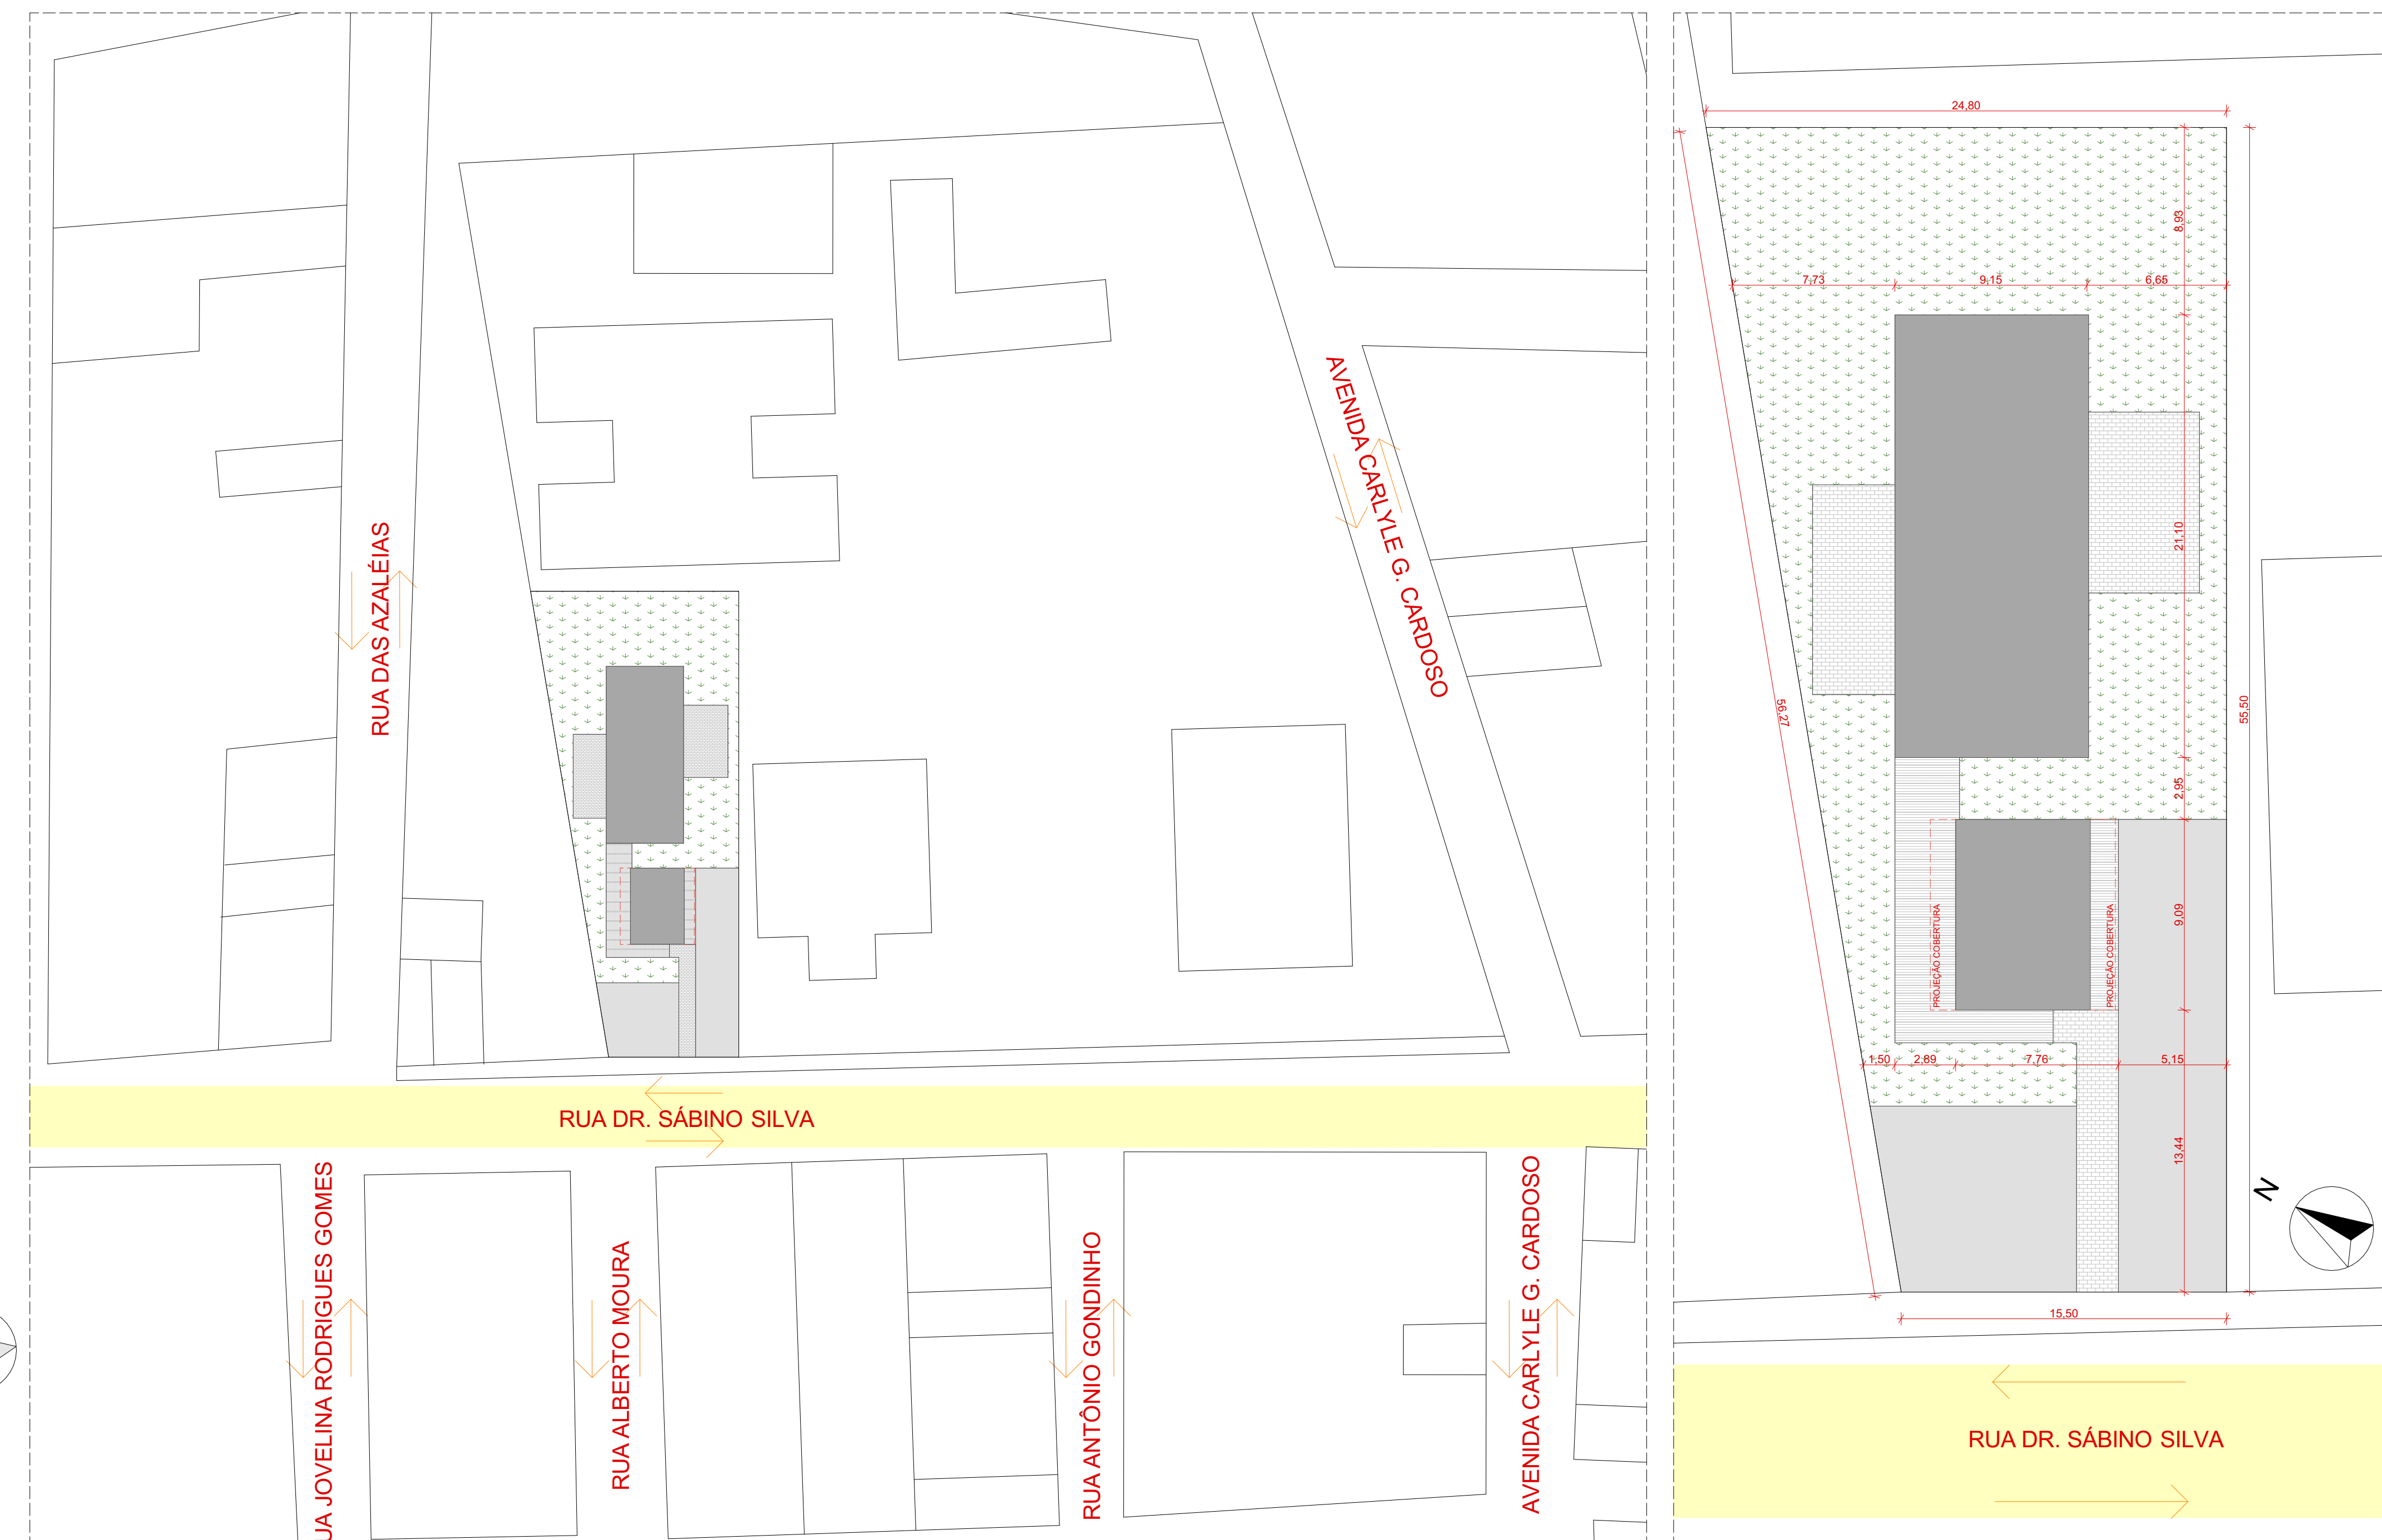 RUA DAS AZALÉIAS
AVENIDA CARLYLE G. CARDOSO
RUA DR. SÁBINO SILVA
UA JOVELINA RODRIGUES GOMES
RUA ALBERTO MOURA
RUA ANTÔNIO GONDINHO
AVENIDA CARLYLE G. CARDOSO
24,80
8,93
7,73
9,15
6,65
21,10
56,27
55,50
2,95
PROJEÇÃO COBERTURA
PROJEÇÃO COBERTURA
9,09
1,50
2,89
7,76
5,15
13,44
N
15,50
RUA DR. SÁBINO SILVA